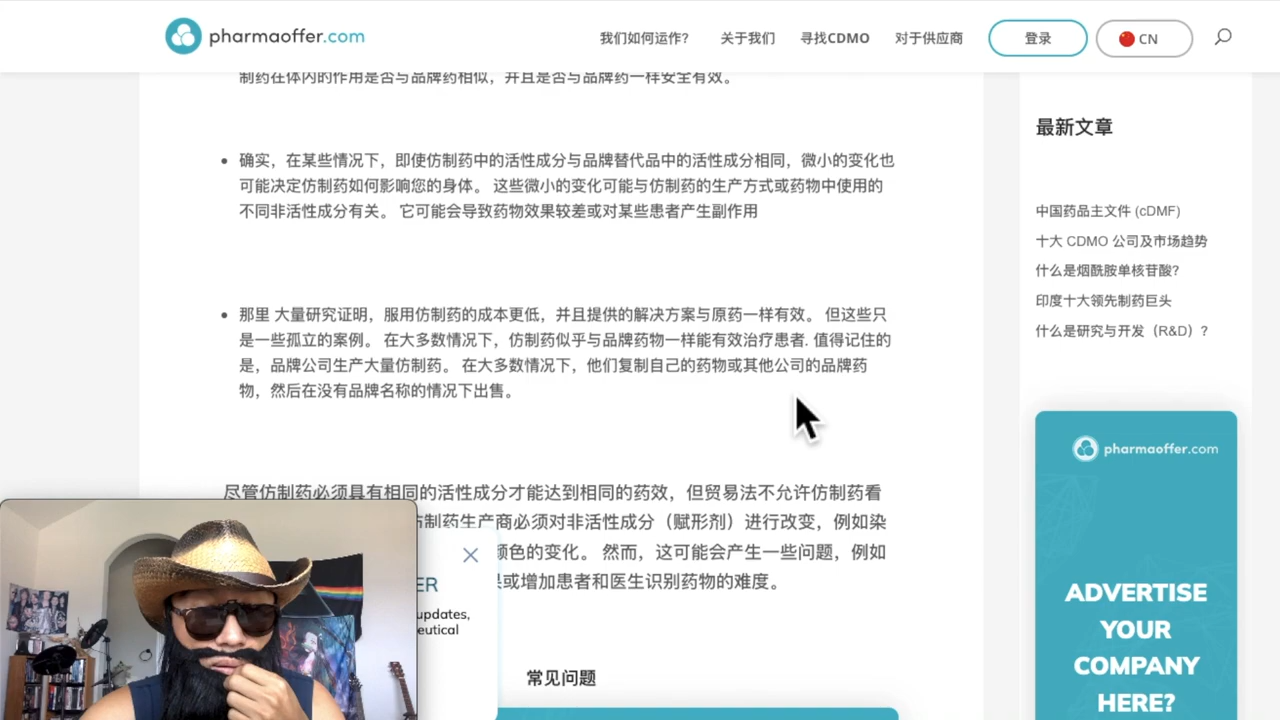 pharmaoffer.com
我们如何运作?
关于我们
寻找CDMO
对于供应商
登录
CN
制药在体内的作用是否与品牌药相似，并且是否与品牌药一样安全有效。
确实，在某些情况下，即使仿制药中的活性成分与品牌替代品中的活性成分相同，微小的变化也
可能决定仿制药如何影响您的身体。 这些微小的变化可能与仿制药的生产方式或药物中使用的
不同非活性成分有关。 它可能会导致药物效果较差或对某些患者产生副作用
那里 大量研究证明，服用仿制药的成本更低，并且提供的解决方案与原药一样有效。 但这些只
是一些孤立的案例。 在大多数情况下，仿制药似乎与品牌药物一样能有效治疗患者. 值得记住的
是，品牌公司生产大量仿制药。 在大多数情况下，他们复制自己的药物或其他公司的品牌药
物，然后在没有品牌名称的情况下出售。
尽管仿制药必须具有相同的活性成分才能达到相同的药效，但贸易法不允许仿制药看
制药生产商必须对非活性成分（赋形剂）进行改变，例如染
颜色的变化。 然而，这可能会产生一些问题，例如
或增加患者和医生识别药物的难度。
ER
updates,
eutical
常见问题
最新文章
中国药品主文件 (cDMF)
十大 CDMO 公司及市场趋势
什么是烟酰胺单核苷酸?
印度十大领先制药巨头
什么是研究与开发（R&D）?
pharmaoffer.com
ADVERTISE
YOUR
COMPANY
HERE?